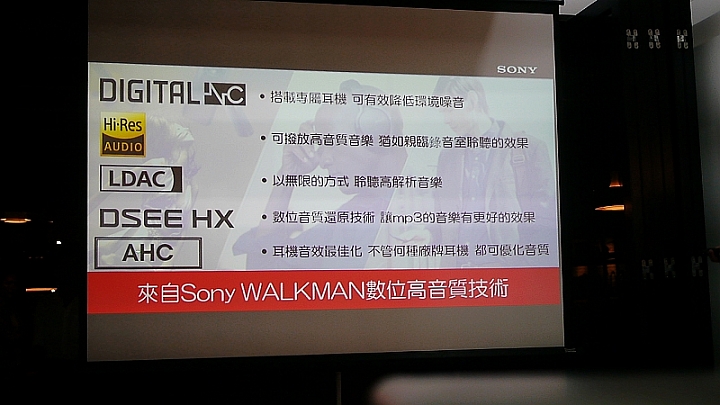 SONY
DIGITAL NC • 搭載專屬耳機 可有效降低環境噪音
Hi-Res AUDIO • 可撥放高音質音樂 猶如親臨錄音室聆聽的效果
LDAC • 以無限的方式 聆聽高解析音樂
DSEE HX • 數位音質還原技術 讓mp3的音樂有更好的效果
AHC • 耳機音效最佳化 不管何種廠牌耳機 都可優化音質
來自Sony WALKMAN數位高音質技術